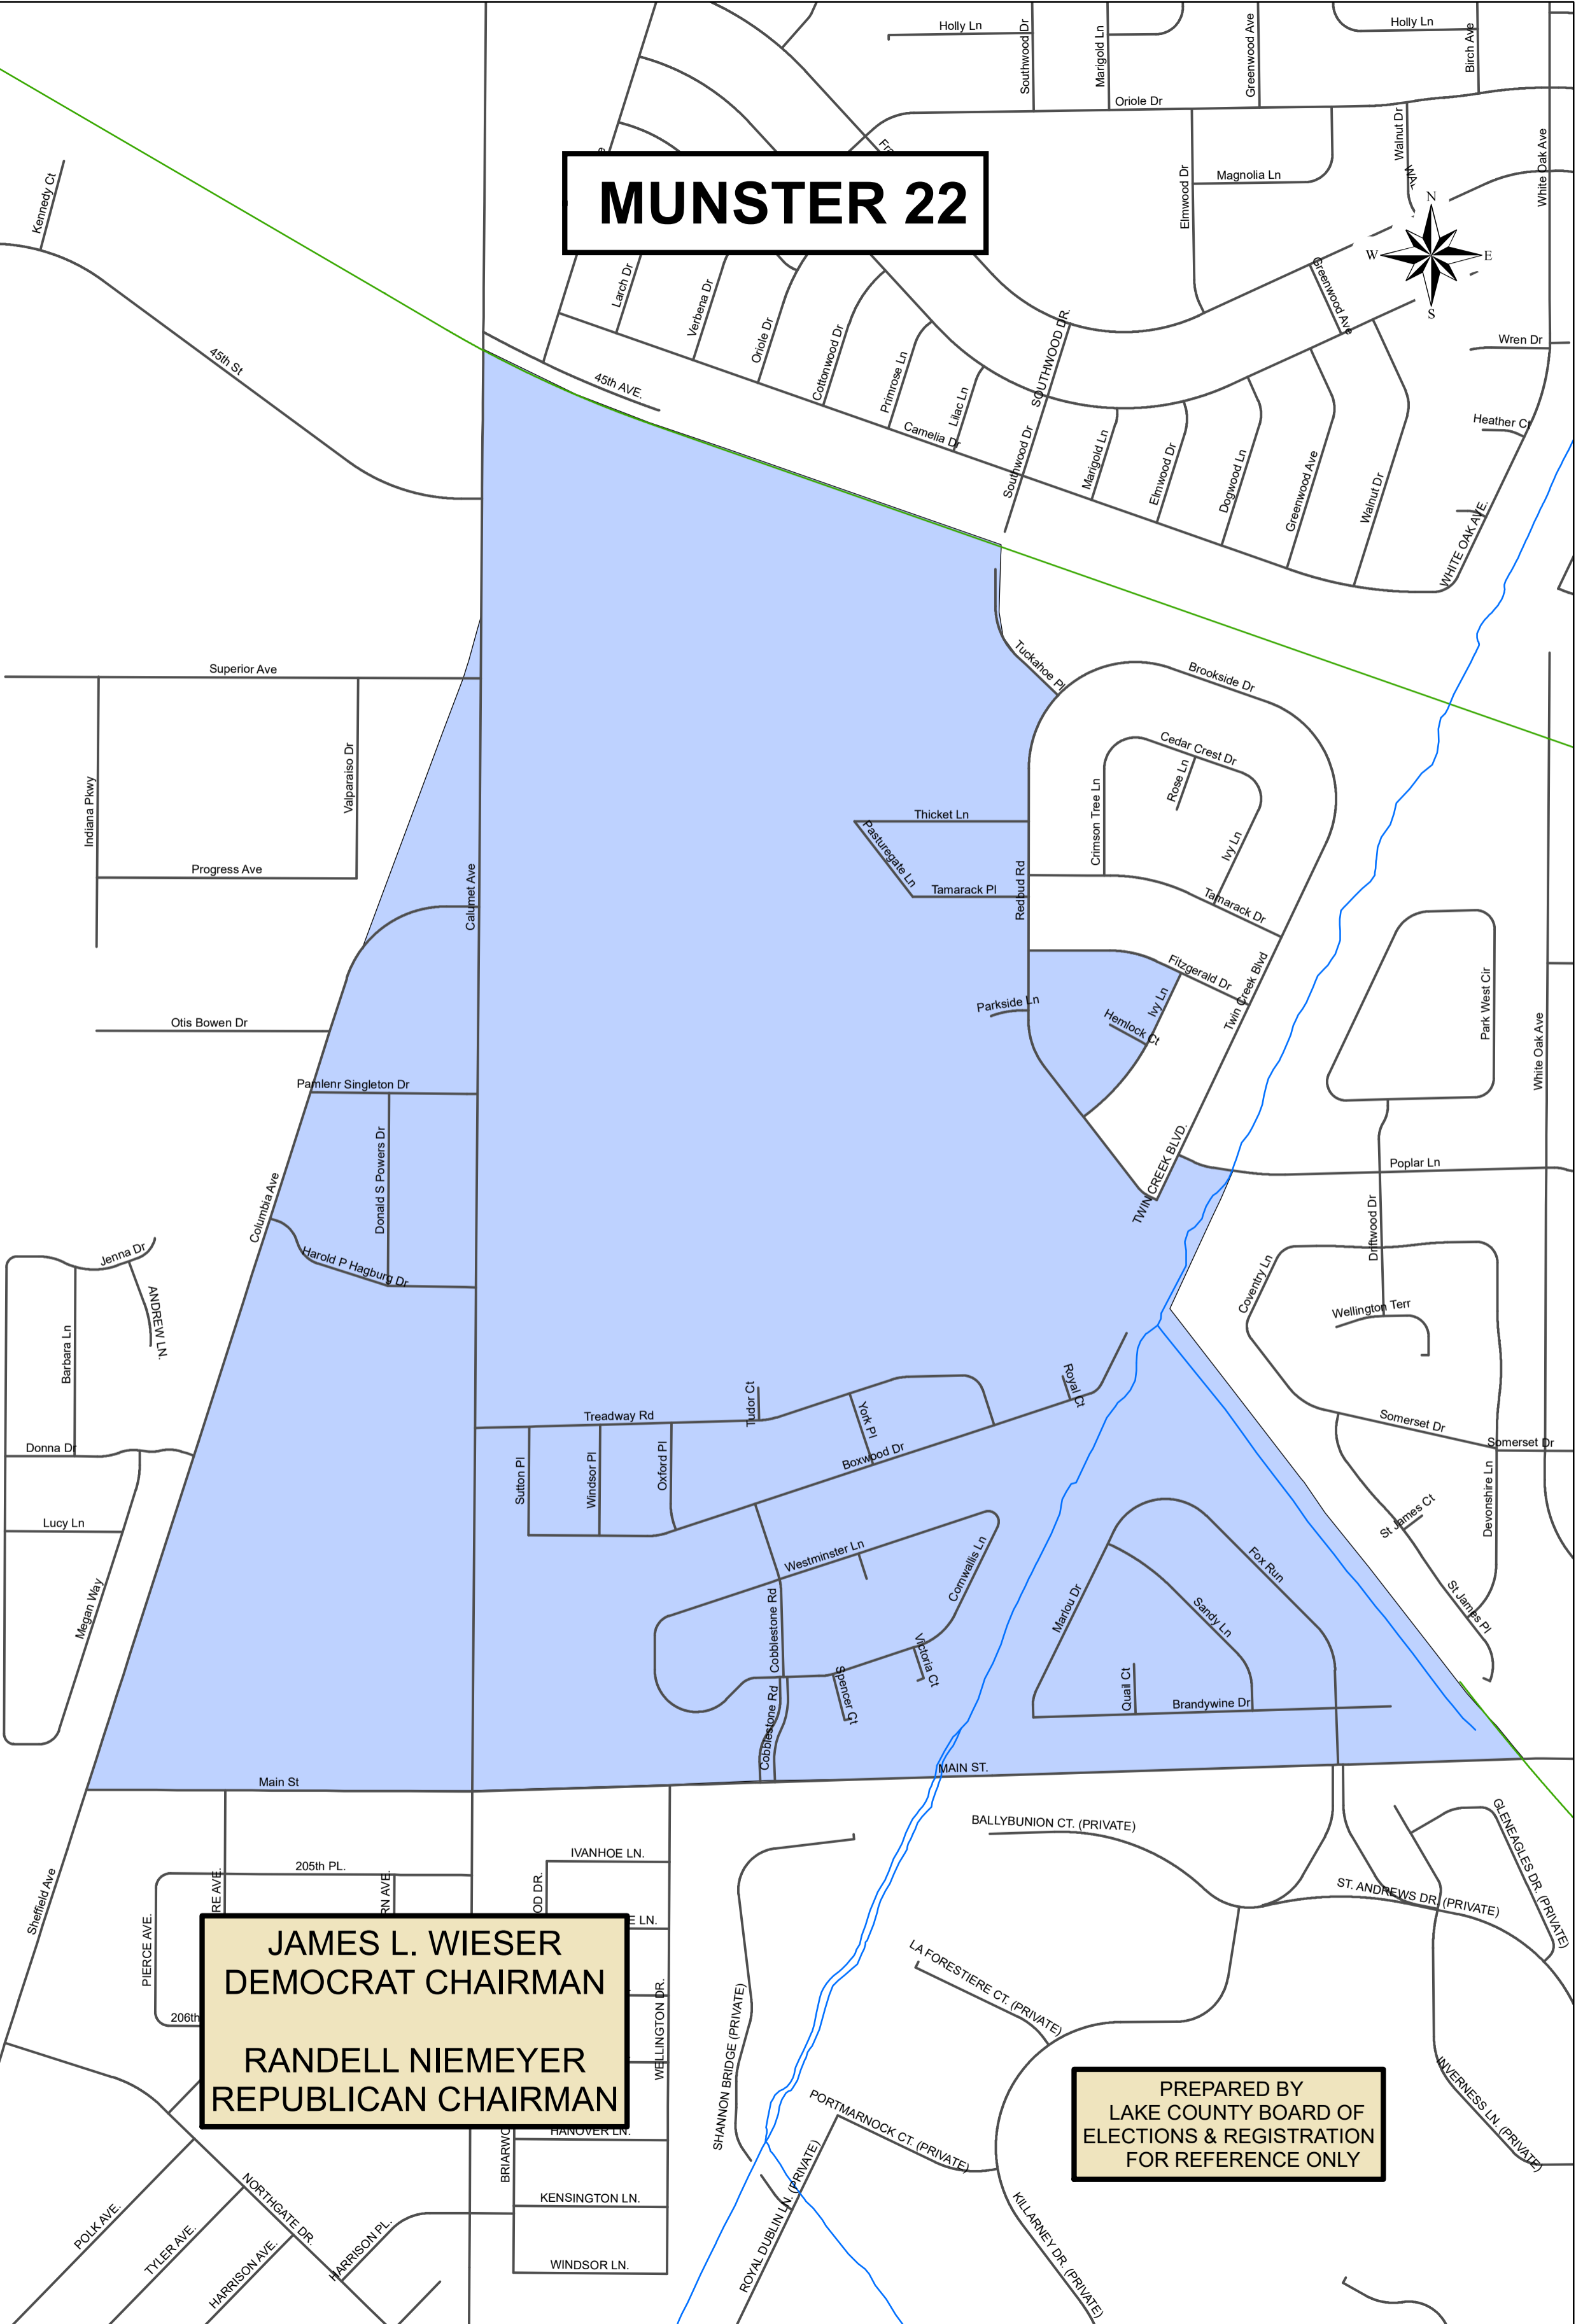 Holly Ln
Holly Ln
Southwood Dr
Marigold Ln
Greenwood Ave
Birch Ave
Oriole Dr
Walnut Dr
White Oak Ave
Kennedy Ct
MUNSTER 22
Elmwood Dr
Magnolia Ln
N
W
E
S
Larch Dr
Verbena Dr
Oriole Dr
Cottonwood Dr
Primrose Ln
Lilac Ln
SOUTHWOOD DR.
Greenwood Ave
Wren Dr
45th St
45th AVE.
Camelia Dr
Southwood Dr
Marigold Ln
Elmwood Dr
Dogwood Ln
Greenwood Ave
Walnut Dr
Heather Ct
WHITE OAK AVE.
Superior Ave
Tuckahoe Pl
Brookside Dr
Indiana Pkwy
Valparaiso Dr
Cedar Crest Dr
Rose Ln
Crimson Tree Ln
Ivy Ln
Thicket Ln
Pasturegate Ln
Tamarack Pl
Redbud Rd
Tamarack Dr
Progress Ave
Calumet Ave
Fitzgerald Dr
Twin Creek Blvd
Parkside Ln
Ivy Ln
Hemlock Ct
Park West Cir
White Oak Ave
Otis Bowen Dr
Pamlenr Singleton Dr
Donald S Powers Dr
TWIN CREEK BLVD.
Poplar Ln
Columbia Ave
Harold P Hagburg Dr
Driftwood Dr
Jenna Dr
ANDREW LN.
Barbara Ln
Coventry Ln
Wellington Terr
Treadway Rd
Tudor Ct
York Pl
Royal Ct
Boxwood Dr
Sutton Pl
Windsor Pl
Oxford Pl
Somerset Dr
Somerset Dr
Donna Dr
Devonshire Ln
St James Ct
Lucy Ln
Westminster Ln
Cornwallis Ln
Fox Run
Marlou Dr
Sandy Ln
St James Pl
Megan Way
Cobblestone Rd
Victoria Ct
Spencer Ct
Quail Ct
Brandywine Dr
Cobblestone Rd
Main St
MAIN ST.
BALLYBUNION CT. (PRIVATE)
GLENEAGLES DR. (PRIVATE)
IVANHOE LN.
205th PL.
ST. ANDREWS DR. (PRIVATE)
Sheffield Ave
PIERCE AVE.
JAMES L. WIESER
DEMOCRAT CHAIRMAN
RANDELL NIEMEYER
REPUBLICAN CHAIRMAN
206th
LA FORESTIERE CT. (PRIVATE)
WELLINGTON DR.
SHANNON BRIDGE (PRIVATE)
PREPARED BY
LAKE COUNTY BOARD OF
ELECTIONS & REGISTRATION
FOR REFERENCE ONLY
INVERNESS LN. (PRIVATE)
PORTMARNOCK CT. (PRIVATE)
HANOVER LN.
KENSINGTON LN.
NORTHGATE DR.
POLK AVE.
TYLER AVE.
HARRISON AVE.
HARRISON PL.
WINDSOR LN.
ROYAL DUBLIN LN. (PRIVATE)
KILLARNEY DR. (PRIVATE)